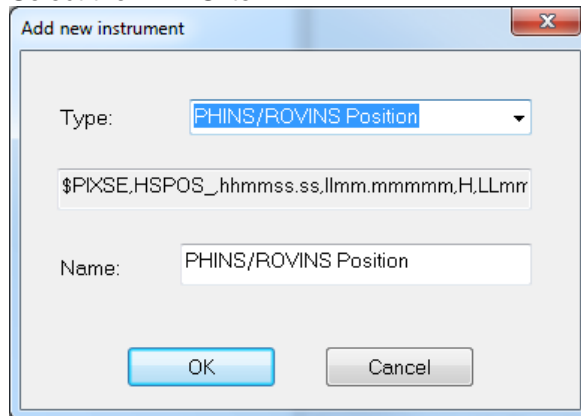 Add new instrument
Type:
PHINS/ROVINS Position
$PIXSE,HSPOS_,hhmmss.ss,llmm.mmmmm,H,LLmm
Name:
PHINS/ROVINS Position
OK
Cancel